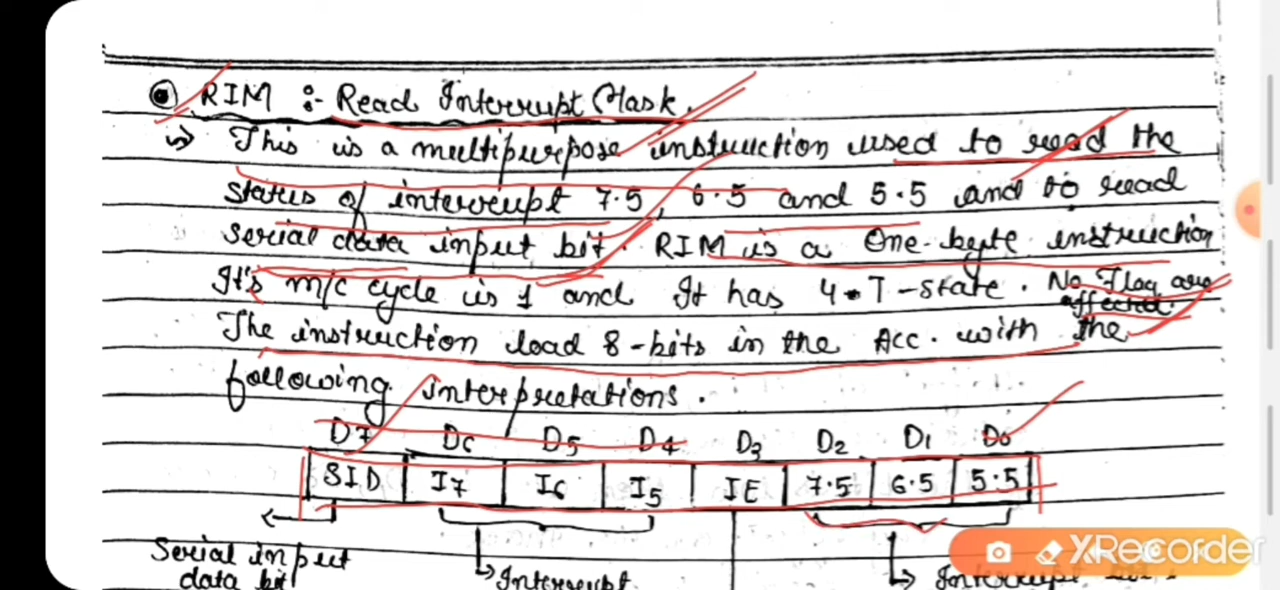 RIM :- Read Interrupt Mask.
This is a multipurpose instruction used to read the
status of interrupt 7.5, 6.5 and 5.5 and to read
serial data input bit. RIM is a One-byte instruction
It's m/c cycle is 1 and It has 4 T-state. No Flag are
affected.
The instruction load 8-bits in the Acc. with the
following interpretations.
D7 D6 D5 D4 D3 D2 D1 D0
SID I7 I6 I5 IE 7.5 6.5 5.5
XRecorder
Serial input
data bit
Interrupt
Interrupt